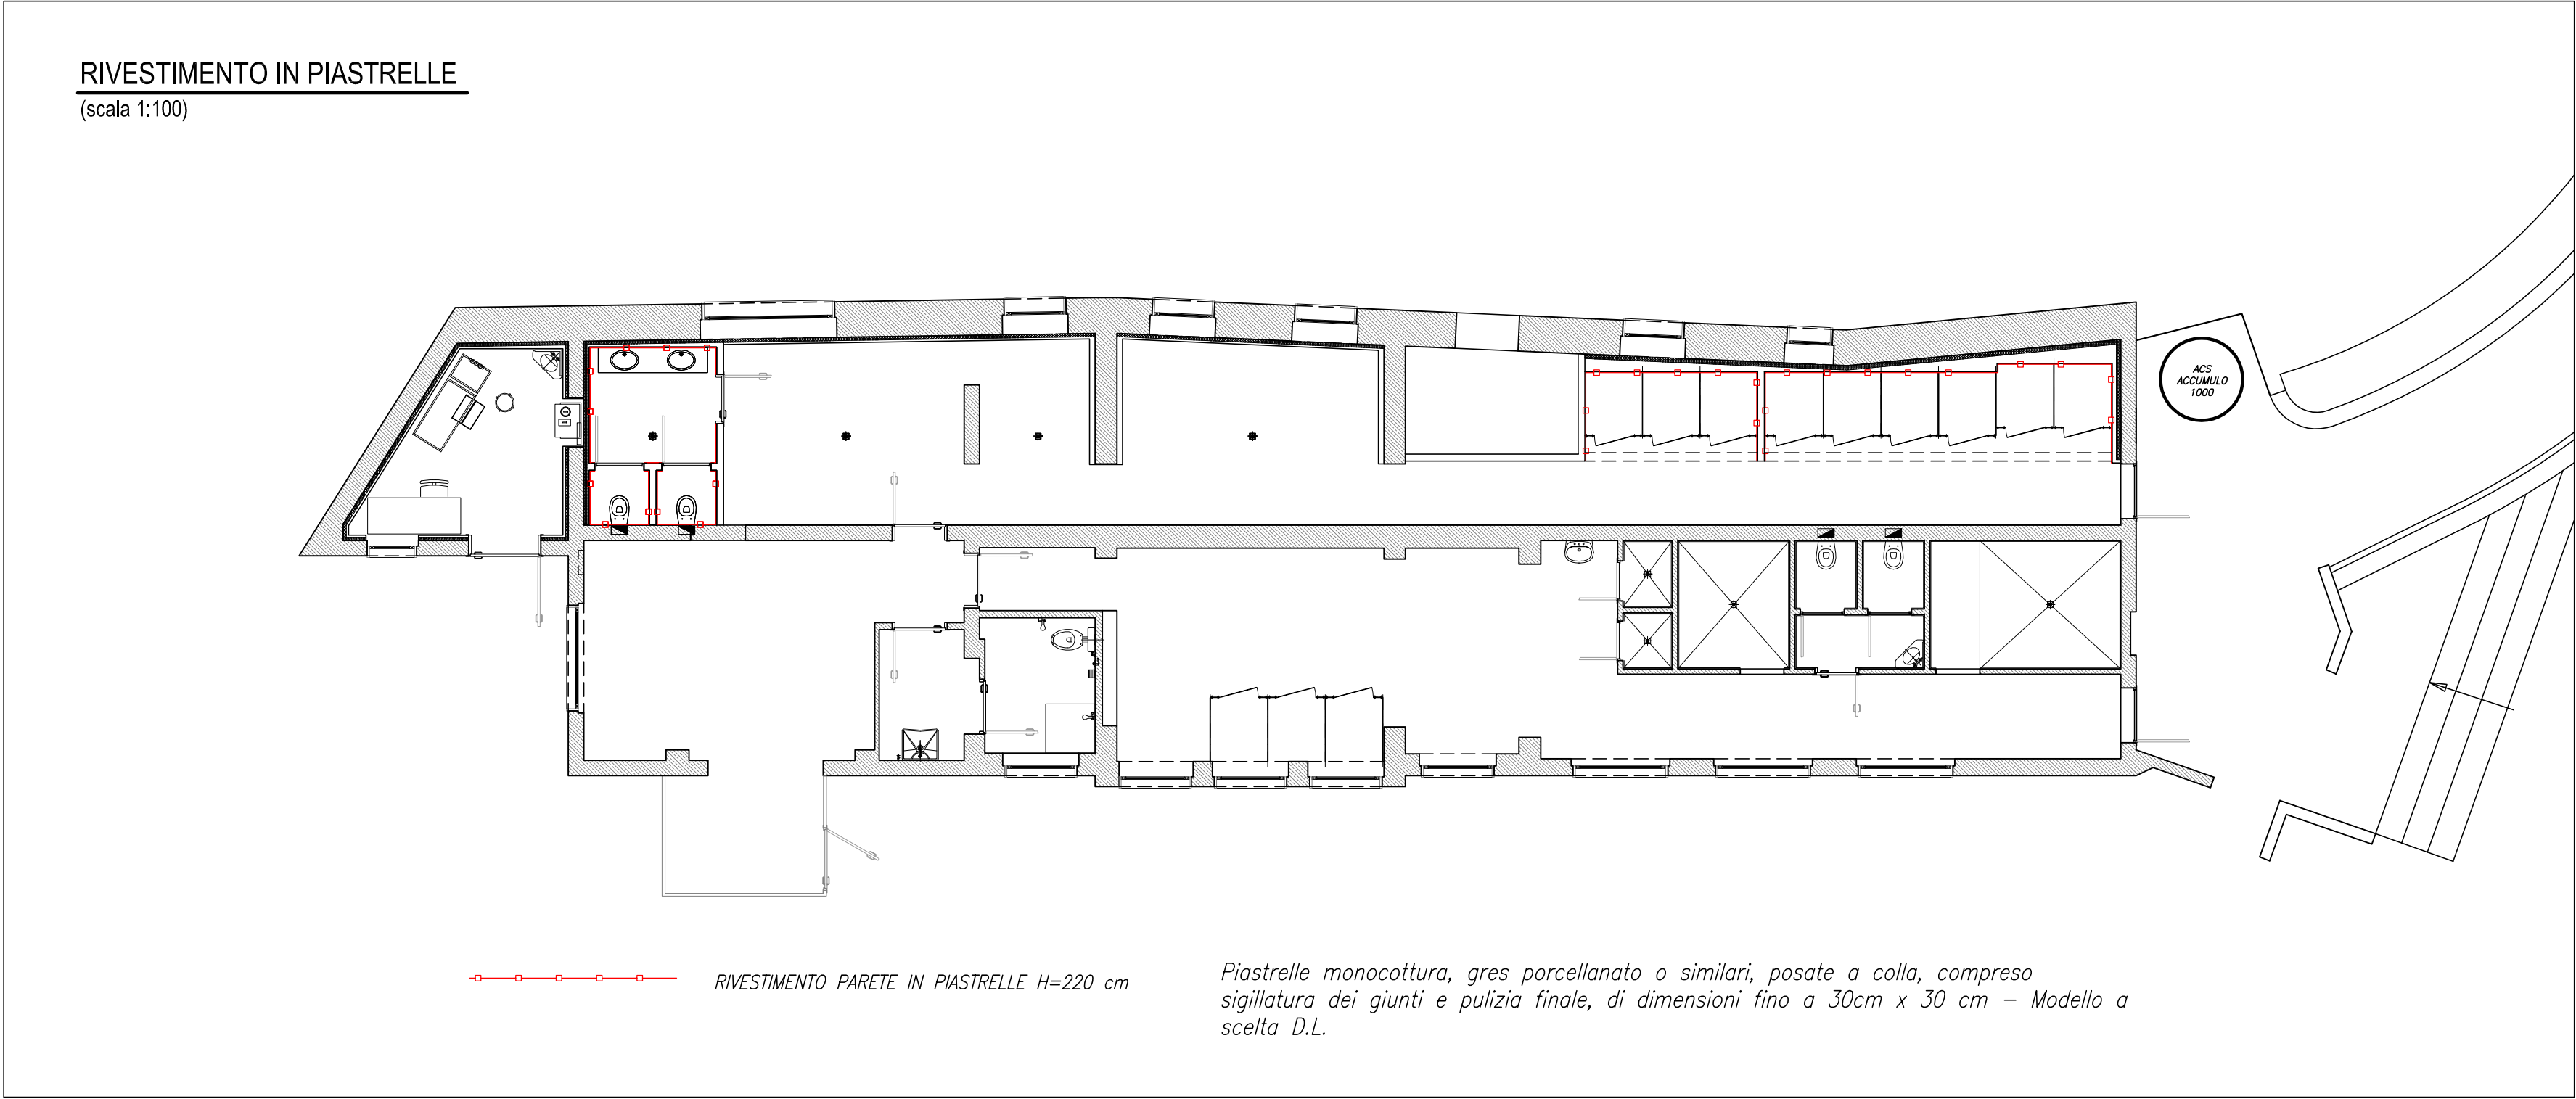 RIVESTIMENTO IN PIASTRELLE
(scala 1:100)
ACS
ACCUMULO
1000
RIVESTIMENTO PARETE IN PIASTRELLE H=220 cm
Piastrelle monocottura, gres porcellanato o similari, posate a colla, compreso
sigillatura dei giunti e pulizia finale, di dimensioni fino a 30cm x 30 cm – Modello a
scelta D.L.